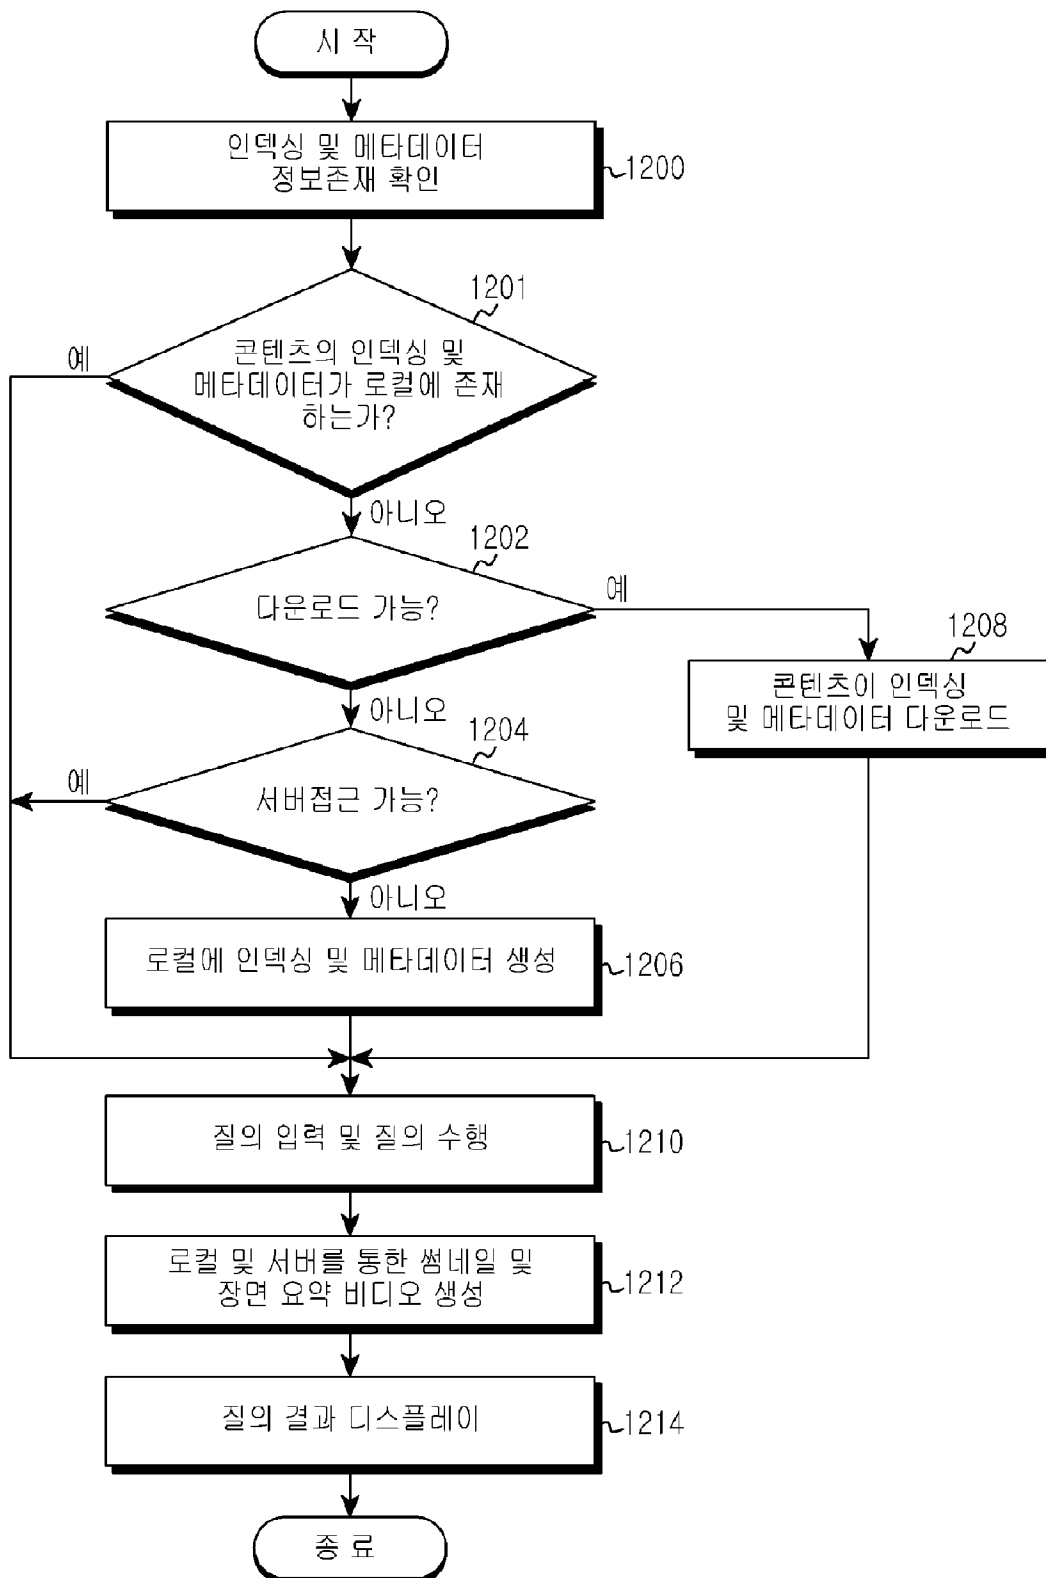 시 작
인덱싱 및 메타데이터
정보존재 확인
1200
1201
예
콘텐츠의 인덱싱 및
메타데이터가 로컬에 존재
하는가?
아니오
1202
다운로드 가능?
예
1208
콘텐츠이 인덱싱
및 메타데이터 다운로드
아니오
1204
예
서버접근 가능?
아니오
로컬에 인덱싱 및 메타데이터 생성
1206
질의 입력 및 질의 수행
1210
로컬 및 서버를 통한 썸네일 및
장면 요약 비디오 생성
1212
질의 결과 디스플레이
1214
종 료